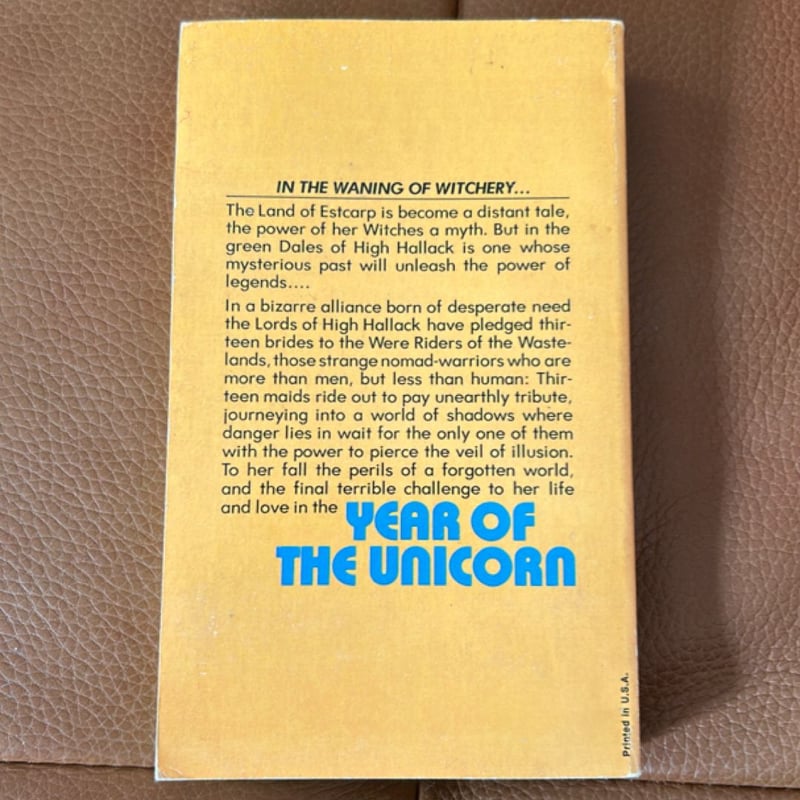 IN THE WANING OF WITCHERY...
The Land of Estcarp is become a distant tale,
the power of her Witches a myth. But in the
green Dales of High Hallack is one whose
mysterious past will unleash the power of
legends....
In a bizarre alliance born of desperate need
the Lords of High Hallack have pledged thir-
teen brides to the Were Riders of the Waste-
lands, those strange nomad-warriors who are
more than men, but less than human: Thir-
teen maids ride out to pay unearthly tribute,
journeying into a world of shadows where
danger lies in wait for the only one of them
with the power to pierce the veil of illusion.
To her fall the perils of a forgotten world,
and the final terrible challenge to her life
and love in the YEAR OF
THE UNICORN
Printed in U.S.A.